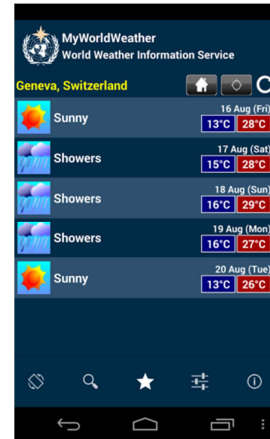 MyWorldWeather
World Weather Information Service
Geneva, Switzerland
16 Aug (Fri)
Sunny
13°C 28°C
17 Aug (Sat)
Showers
15°C 28°C
18 Aug (Sun)
Showers
16°C 29°C
19 Aug (Mon)
Showers
16°C 27°C
20 Aug (Tue)
Sunny
13°C 26°C